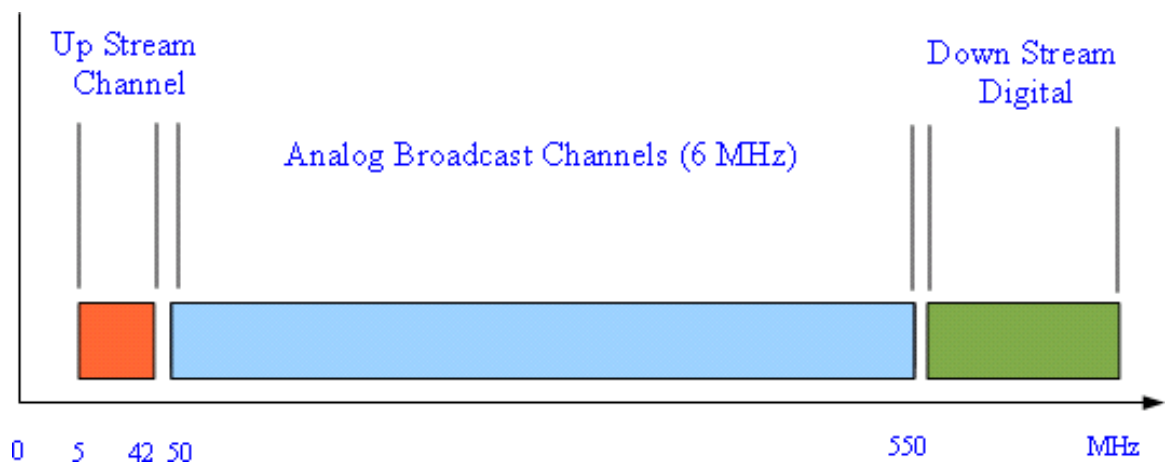 Up Stream
Channel
Down Stream
Digital
Analog Broadcast Channels (6 MHz)
0 5 42 50 550 MHz